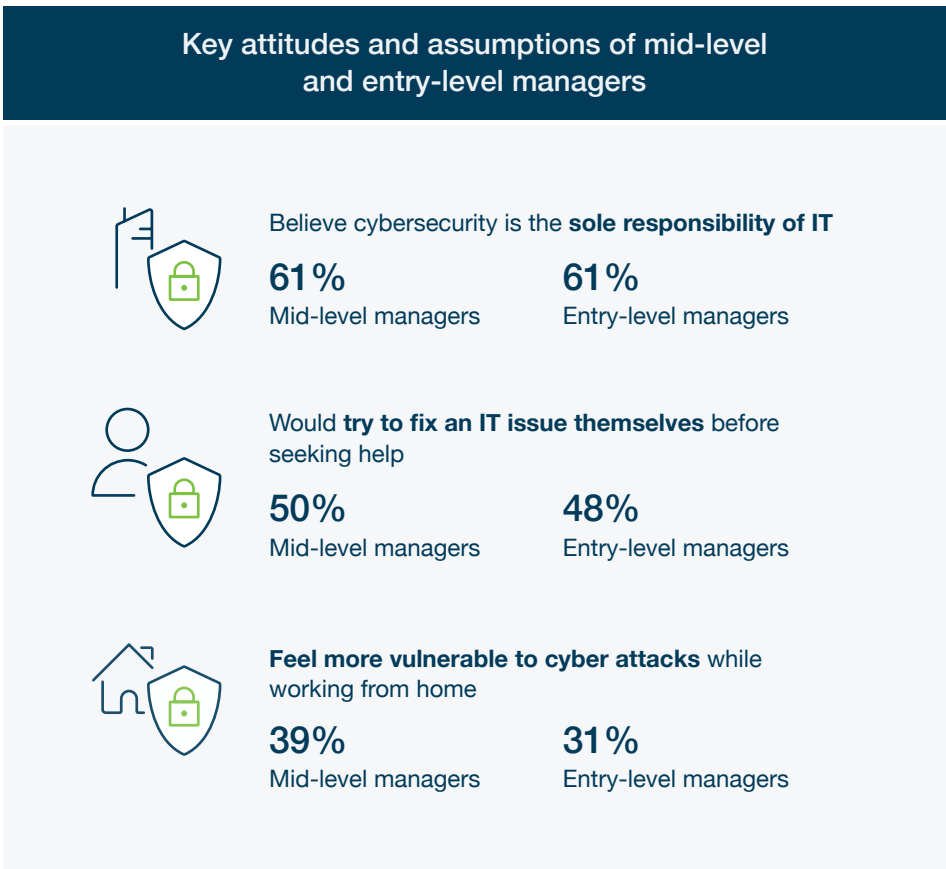 Key attitudes and assumptions of mid-level
and entry-level managers
Believe cybersecurity is the sole responsibility of IT
61% 61%
Mid-level managers Entry-level managers
Would try to fix an IT issue themselves before
seeking help
50% 48%
Mid-level managers Entry-level managers
Feel more vulnerable to cyber attacks while
working from home
39% 31%
Mid-level managers Entry-level managers